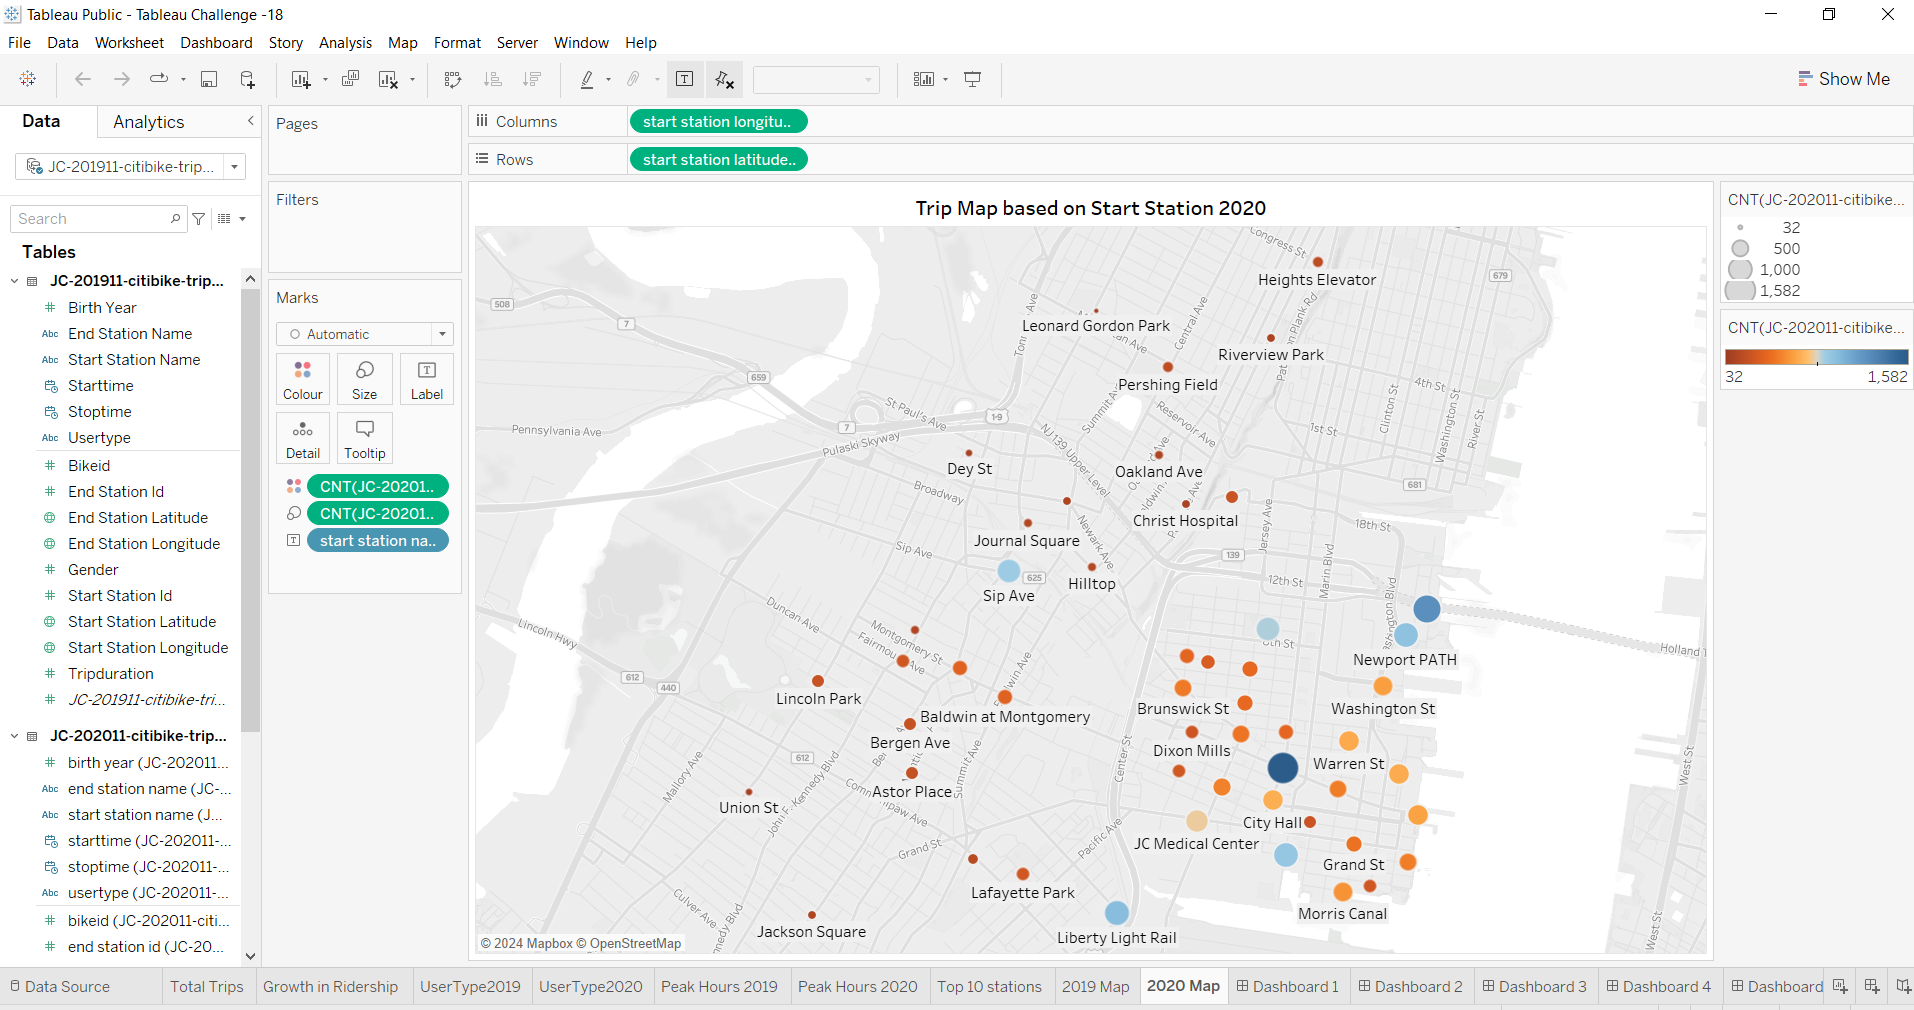 Tableau Public - Tableau Challenge -18
File Data Worksheet Dashboard Story Analysis Map Format Server Window Help
Show Me
Data Analytics
JC-201911-citibike-trip...
Search
Tables
JC-201911-citibike-trip...
Birth Year
Abc End Station Name
Abc Start Station Name
Starttime
Stoptime
Abc Usertype
Bikeid
End Station Id
End Station Latitude
End Station Longitude
Gender
Start Station Id
Start Station Latitude
Start Station Longitude
Tripduration
JC-201911-citibike-tri...
JC-202011-citibike-trip...
birth year (JC-202011...
Abc end station name (JC-...
Abc start station name (J...
starttime (JC-202011-...
stoptime (JC-202011-...
Abc usertype (JC-202011-...
bikeid (JC-202011-citi...
end station id (JC-20...
Pages
Filters
Marks
Automatic
Colour Size Label
Detail Tooltip
CNT(JC-20201..
CNT(JC-20201..
start station na..
Columns start station longitu..
Rows start station latitude..
Trip Map based on Start Station 2020
Congress St
Heights Elevator
679
508
7
Leonard Gordon Park
Central Ave
Riverview Park
659
Pershing Field
4th St
Clinton St
Washington St
River St
St Paul's Ave
1-9
Summit Ave
Reservoir Ave
7
Pennsylvania Ave
Pulaski Skyway
NJ 139 Upper Level
1st St
Dey St
Oakland Ave
681
Broadway
Christ Hospital
Jersey Ave
18th St
Journal Square
Newark Ave
Marin Blvd
Sip Ave
139
625
Hilltop
12th St
Sip Ave
Duncan Ave
Lincoln Hwy
Montgomery St
8th St
Holland T
Newport PATH
612
440
Lincoln Park
Baldwin at Montgomery
Brunswick St
Washington St
Bergen Ave
Dixon Mills
Warren St
612
Center St
West St
Mallory Ave
Astor Place
Summit Ave
Union St
John F. Kennedy Blvd
City Hall
Grand St
Pacific Ave
JC Medical Center
Grand St
Lafayette Park
Culver Ave
Morris Canal
Jackson Square
Liberty Light Rail
West St
© 2024 Mapbox © OpenStreetMap
CNT(JC-202011-citibike...
32
500
1,000
1,582
CNT(JC-202011-citibike...
32 1,582
Data Source Total Trips Growth in Ridership UserType2019 UserType2020 Peak Hours 2019 Peak Hours 2020 Top 10 stations 2019 Map 2020 Map Dashboard 1 Dashboard 2 Dashboard 3 Dashboard 4 Dashboard